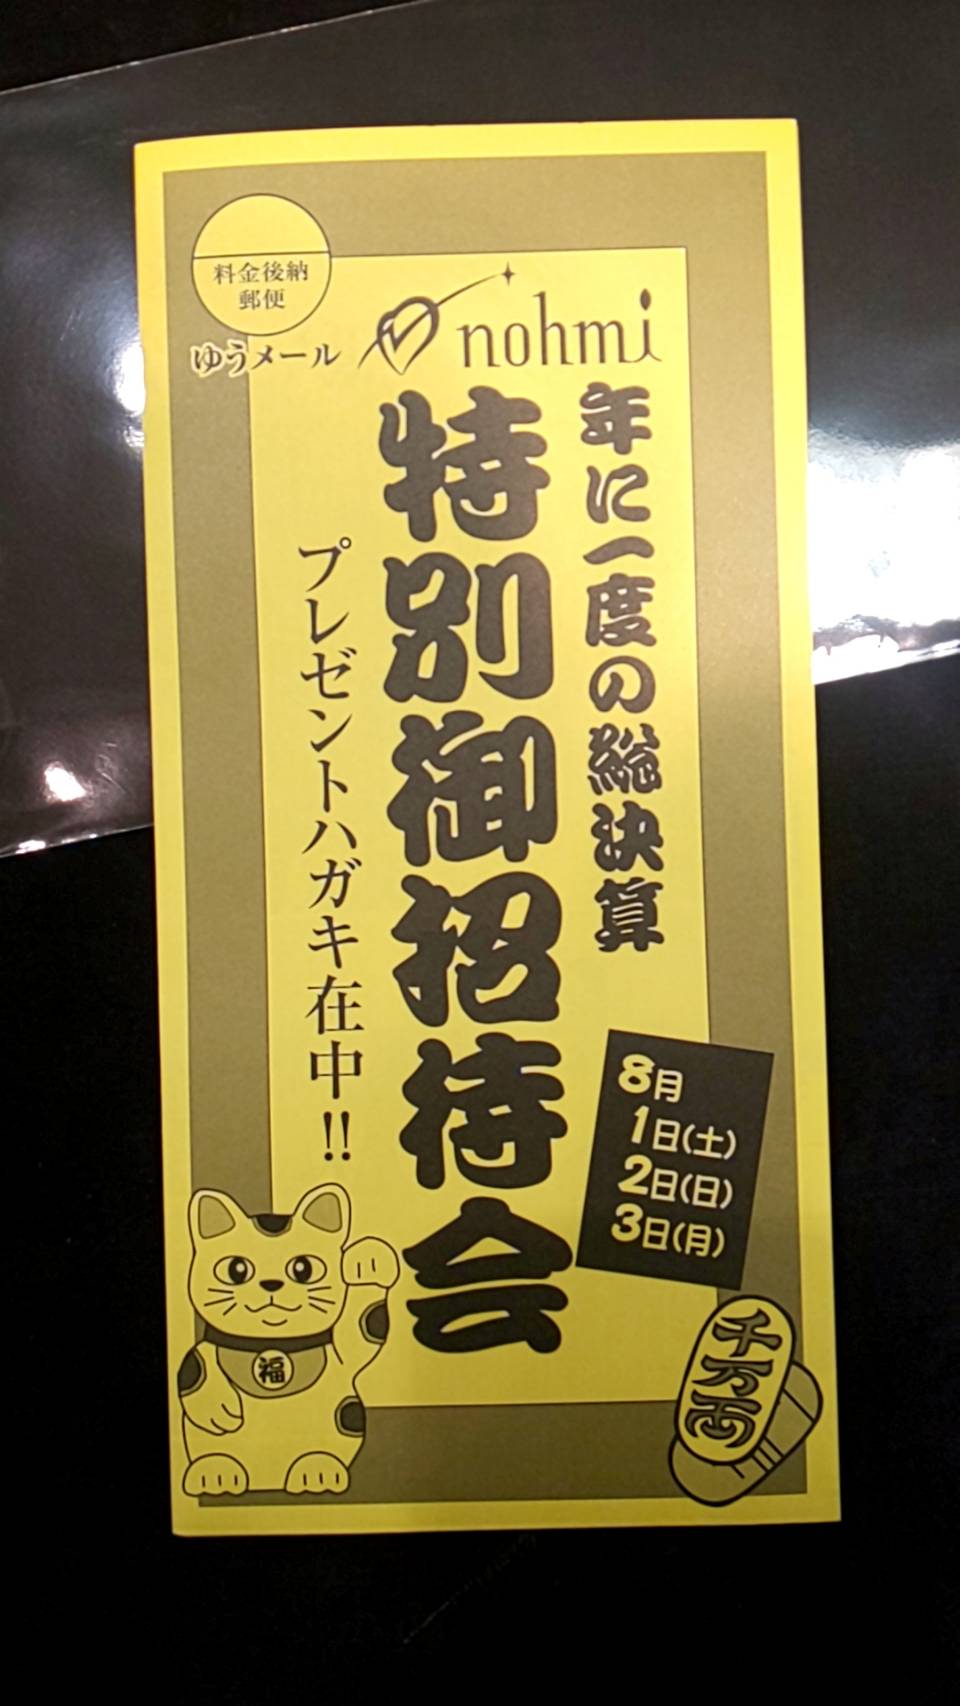 料金後納
郵便
ゆうメール
nohmi
年に一度の総決算
特別御招待会
プレゼントハガキ在中!!
8月
1日(土)
2日(日)
3日(月)
福
千万両